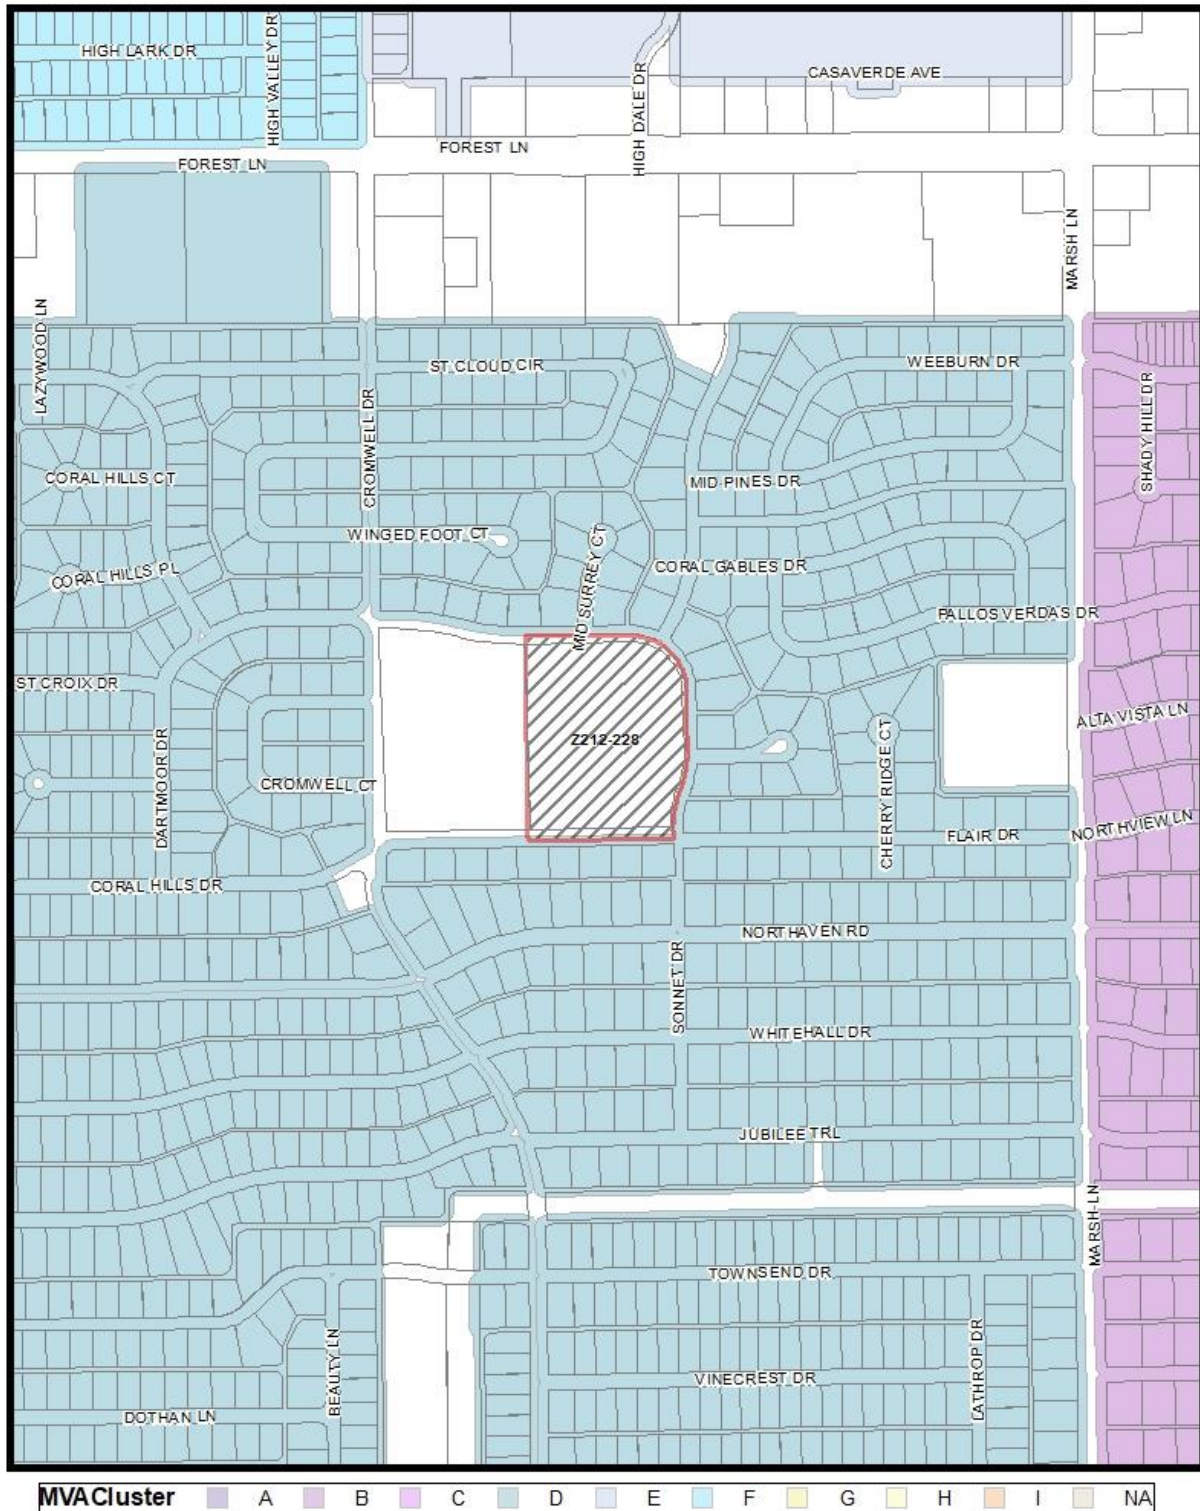 HIGH LARK DR
HIGH VALLEY DR
HIGH DALE DR
CASAVERDE AVE
FOREST LN
FOREST LN
MARSH LN
LAZYWOOD LN
CROMWELL DR
ST CLOUD CIR
WEEBURN DR
SHADY HILL DR
CORAL HILLS CT
MID PINES DR
WINGED FOOT CT
MID SURREY CT
CORAL GABLES DR
CORAL HILLS PL
PALLOS VERDAS DR
ST CROIX DR
ALTA VISTA LN
Z212-228
DARTMOOR DR
CROMWELL CT
CHERRY RIDGE CT
FLAIR DR
NORTHVIEW LN
CORAL HILLS DR
NORTHAVEN RD
SONNET DR
WHITEHALL DR
JUBILEE TRL
MARSH LN
TOWNSEND DR
BEAUTY LN
LATHROP DR
VINECREST DR
DOTHAN LN
MVACluster A B C D E F G H I NA